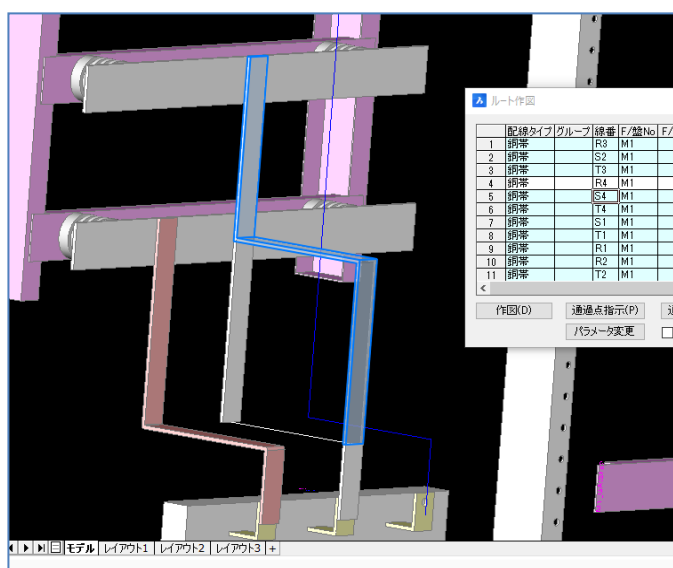 ルート作図
配線タイプ グループ 線番 F/盤No F/
1 銅帯 R3 M1
2 銅帯 S2 M1
3 銅帯 T3 M1
4 銅帯 R4 M1
5 銅帯 S4 M1
6 銅帯 T4 M1
7 銅帯 S1 M1
8 銅帯 T1 M1
9 銅帯 R1 M1
10 銅帯 R2 M1
11 銅帯 T2 M1
作図(D) 通過点指示(P)
パラメータ変更
モデル レイアウト1 レイアウト2 レイアウト3 +